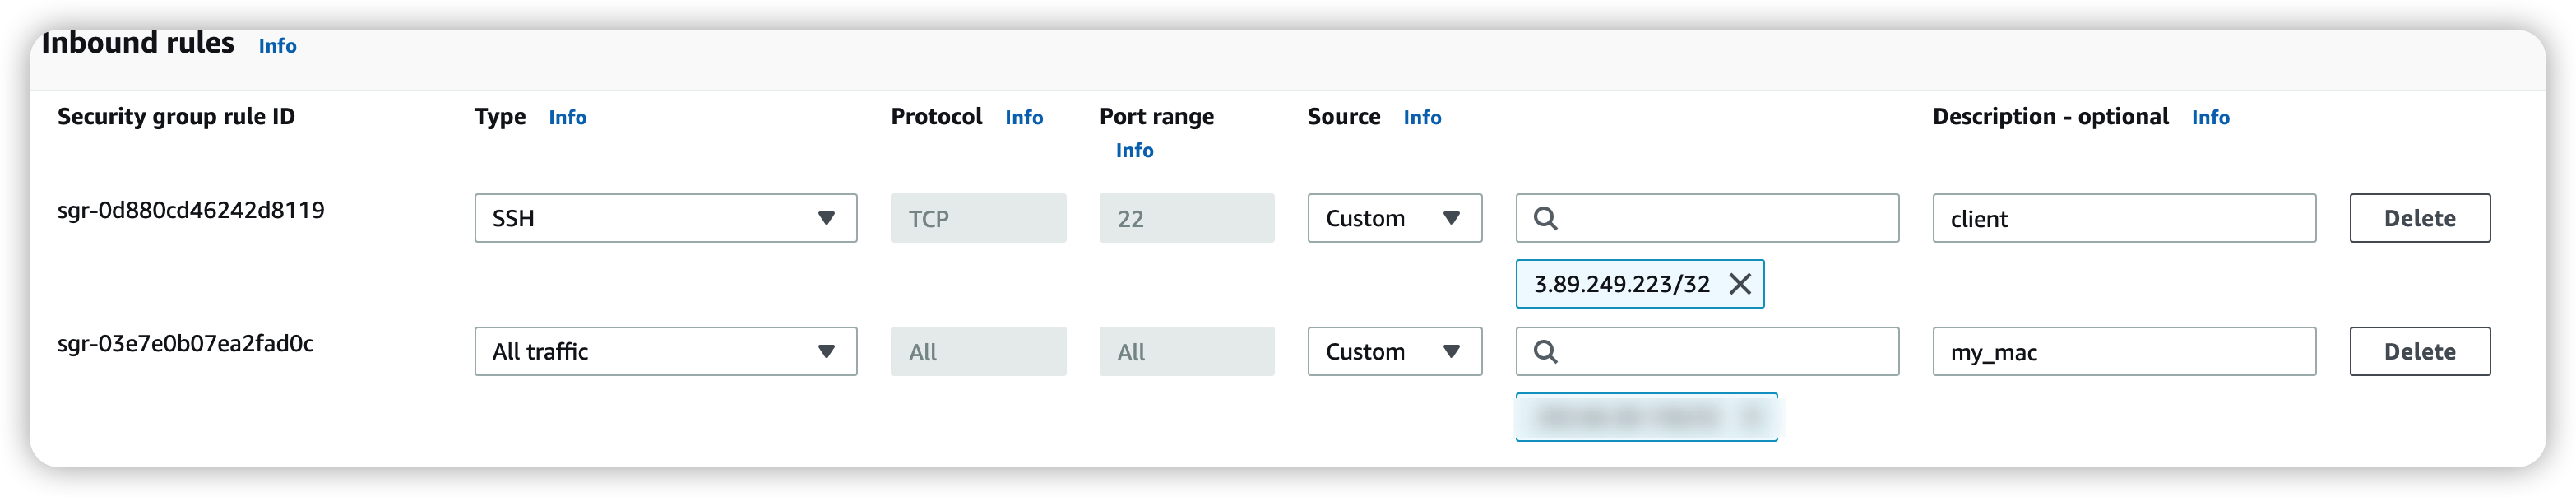 Inbound rules Info
Security group rule ID Type Info Protocol Info Port range Info Source Info Description - optional Info
sgr-0d880cd46242d8119 SSH TCP 22 Custom client Delete
3.89.249.223/32
sgr-03e7e0b07ea2fad0c All traffic All All Custom my_mac Delete